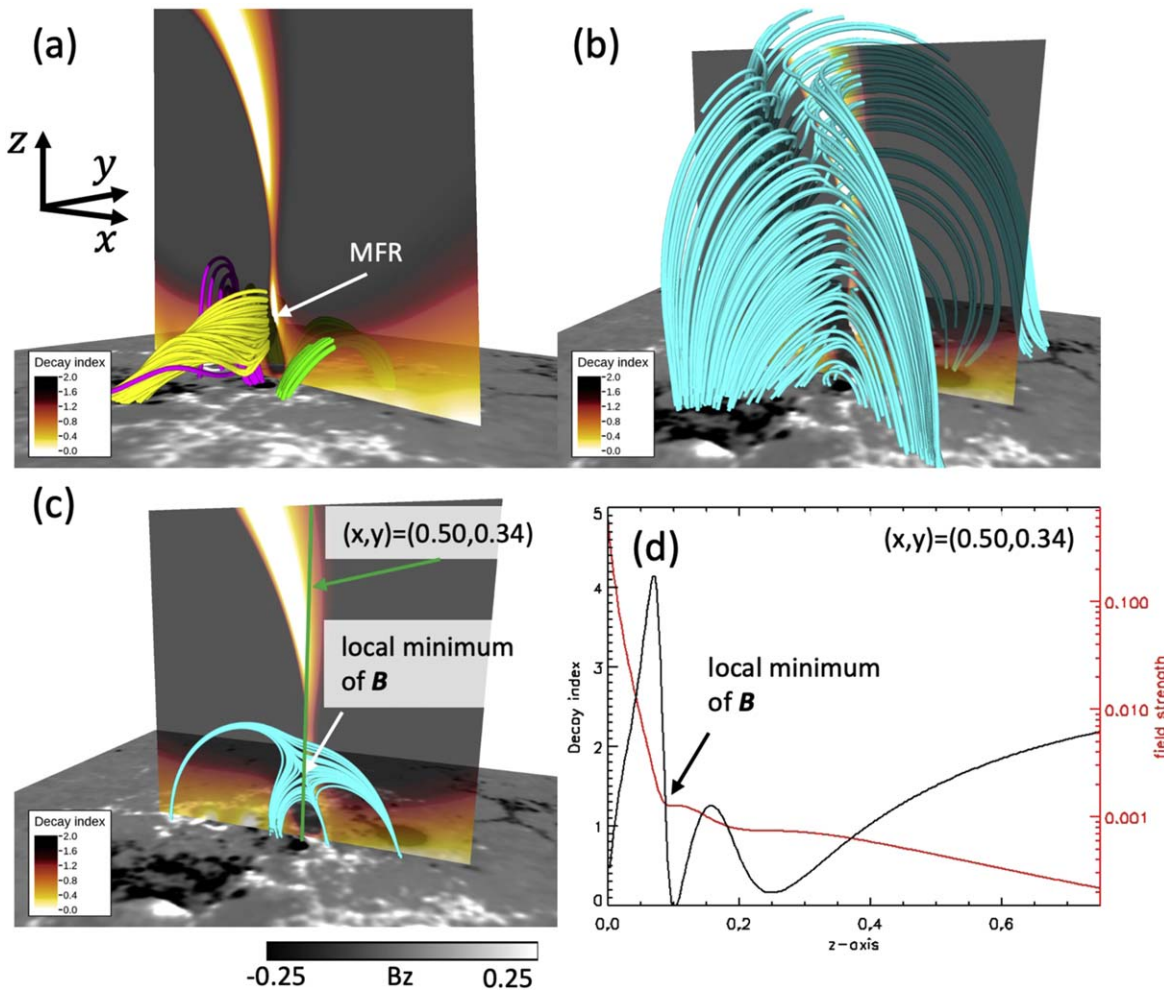 (a)
z
y
x
MFR
Decay index
2.0
1.6
1.2
0.8
0.4
0.0
(b)
Decay index
2.0
1.6
1.2
0.8
0.4
0.0
(c)
(x,y)=(0.50,0.34)
local minimum
of B
Decay index
2.0
1.6
1.2
0.8
0.4
0.0
-0.25 Bz 0.25
(d)
(x,y)=(0.50,0.34)
local minimum
of B
Decay index
5
4
3
2
1
0
0.0 0.2 0.4 0.6
z-axis
0.100
0.010
0.001
field strength